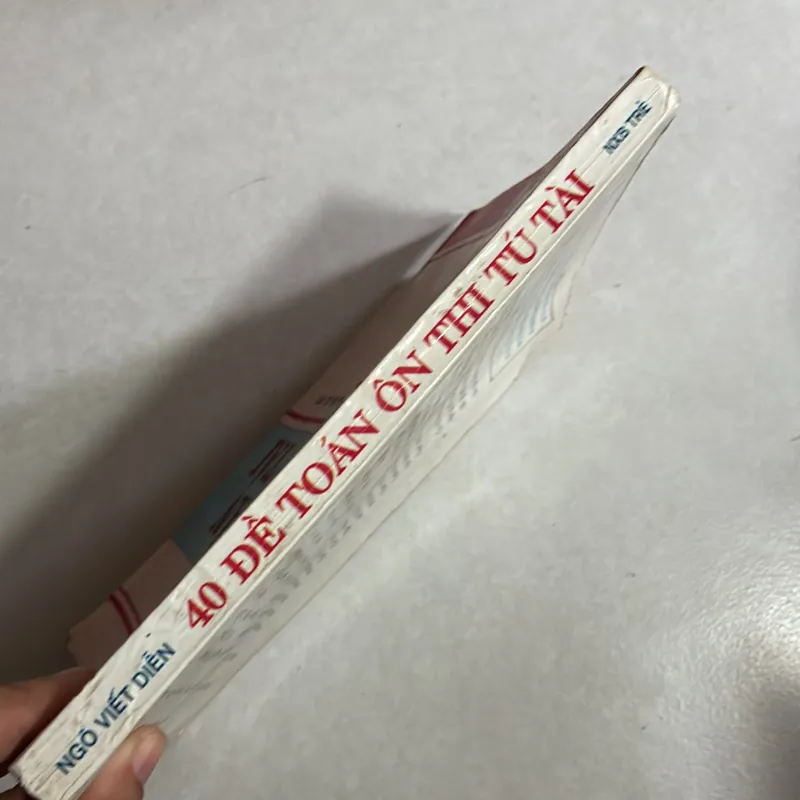 NGÔ VIẾT DIỄN
40 ĐỀ TOÁN ÔN THI TÚ TÀI
NXB TRẺ